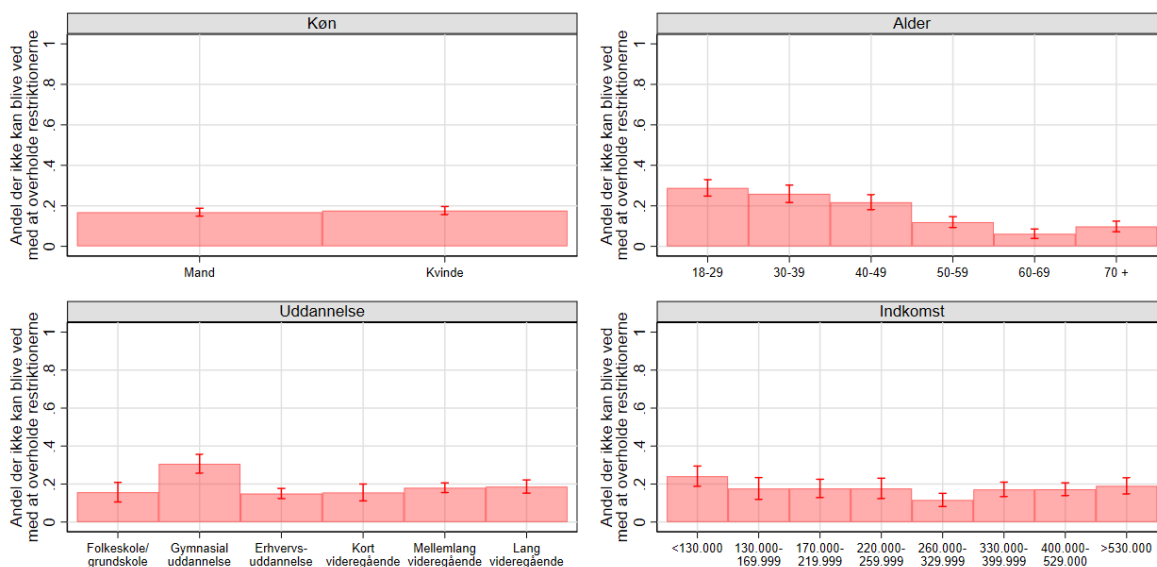 Køn
Andel der ikke kan blive ved
med at overholde restriktionerne
1
.8
.6
.4
.2
0
Mand Kvinde
Alder
Andel der ikke kan blive ved
med at overholde restriktionerne
1
.8
.6
.4
.2
0
18-29 30-39 40-49 50-59 60-69 70 +
Uddannelse
Andel der ikke kan blive ved
med at overholde restriktionerne
1
.8
.6
.4
.2
0
Folkeskole/ Gymnasial Erhvervs- Kort Mellemlang Lang
grundskole uddannelse uddannelse videregående videregående videregående
Indkomst
Andel der ikke kan blive ved
med at overholde restriktionerne
1
.8
.6
.4
.2
0
<130.000 130.000- 170.000- 220.000- 260.000- 330.000- 400.000- >530.000
169.999 219.999 259.999 329.999 399.999 529.000